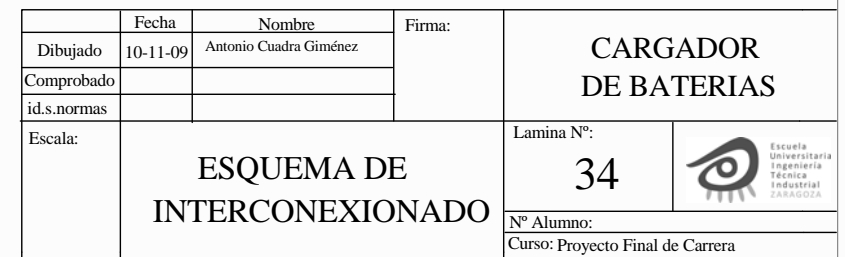 Fecha Nombre Firma:
Dibujado 10-11-09 Antonio Cuadra Giménez
Comprobado
id.s.normas
CARGADOR
DE BATERIAS
Escala:
ESQUEMA DE
INTERCONEXIONADO
Lamina Nº:
34
Escuela
Universitaria
Ingeniería
Técnica
Industrial
ZARAGOZA
Nº Alumno:
Curso: Proyecto Final de Carrera